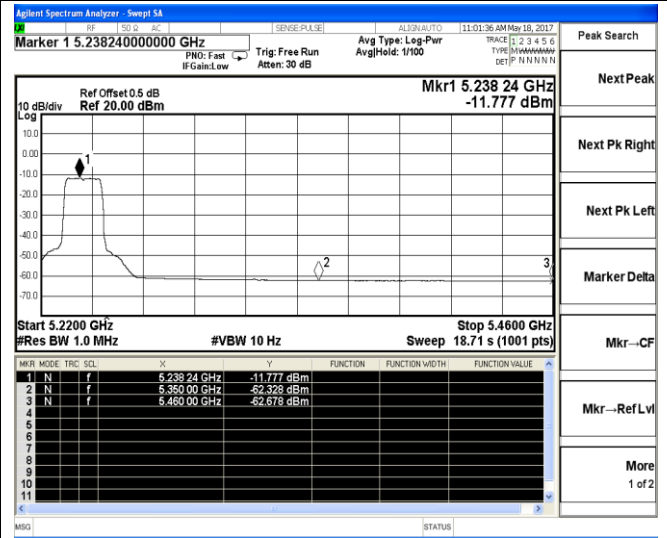 Agilent Spectrum Analyzer - Swept SA
RF 50 Ω AC SENSE:PULSE ALIGNAUTO 11:01:36 AM May 18, 2017
Marker 1 5.238240000000 GHz
PNO: Fast Trig: Free Run
IFGain:Low Atten: 30 dB
Avg Type: Log-Pwr
Avg|Hold: 1/100
TRACE 1 2 3 4 5 6
TYPE
DET P N N N N N
Ref Offset 0.5 dB
10 dB/div Ref 20.00 dBm
Mkr1 5.238 24 GHz
-11.777 dBm
Log
10.0
0.00
-10.0
-20.0
-30.0
-40.0
-50.0
-60.0
-70.0
1
2
3
Start 5.2200 GHz Stop 5.4600 GHz
#Res BW 1.0 MHz #VBW 10 Hz Sweep 18.71 s (1001 pts)
MKR MODE TRC SCL X Y FUNCTION FUNCTION WIDTH FUNCTION VALUE
1 N f 5.238 24 GHz -11.777 dBm
2 N f 5.350 00 GHz -62.328 dBm
3 N f 5.460 00 GHz -62.678 dBm
4
5
6
7
8
9
10
11
MSG STATUS
Peak Search
Next Peak
Next Pk Right
Next Pk Left
Marker Delta
Mkr→CF
Mkr→Ref Lvl
More
1 of 2